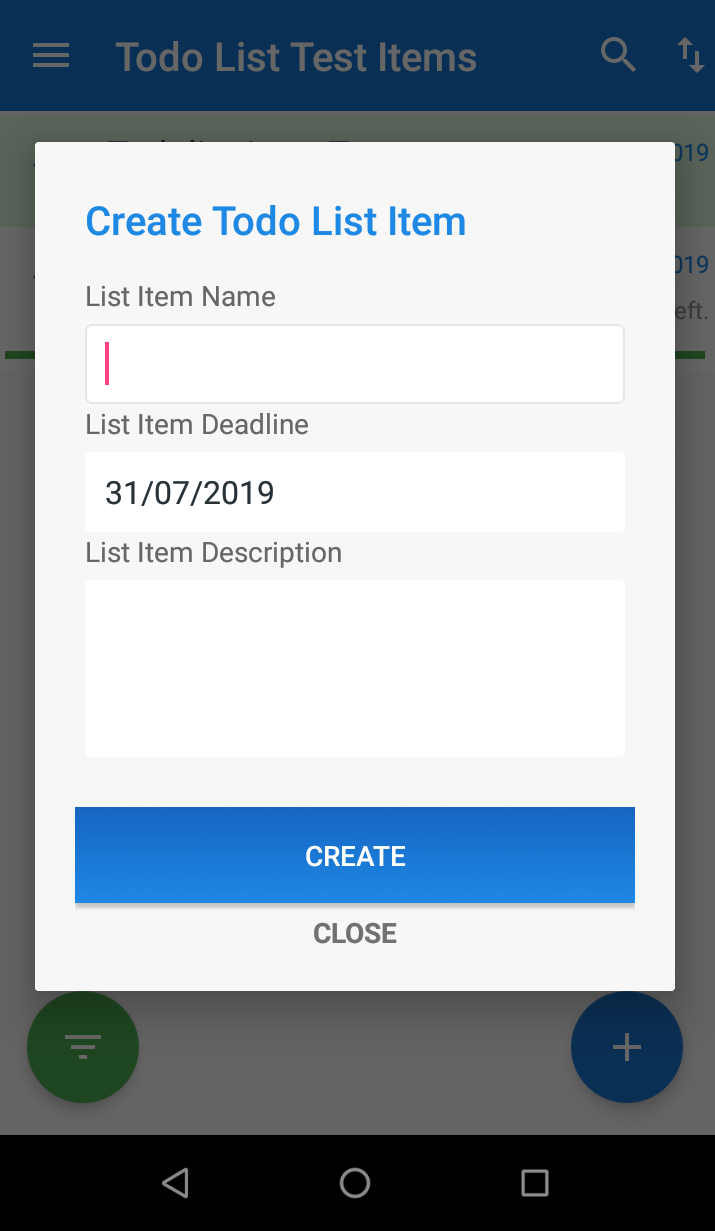 Todo List Test Items
019
Create Todo List Item
019
List Item Name
eft.
List Item Deadline
31/07/2019
List Item Description
CREATE
CLOSE